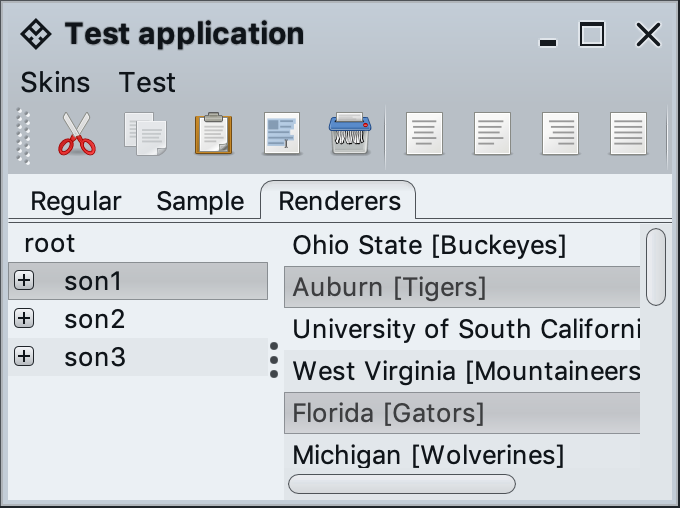 Test application
Skins Test
Regular Sample Renderers
root
son1
son2
son3
Ohio State [Buckeyes]
Auburn [Tigers]
University of South Californi
West Virginia [Mountaineers
Florida [Gators]
Michigan [Wolverines]